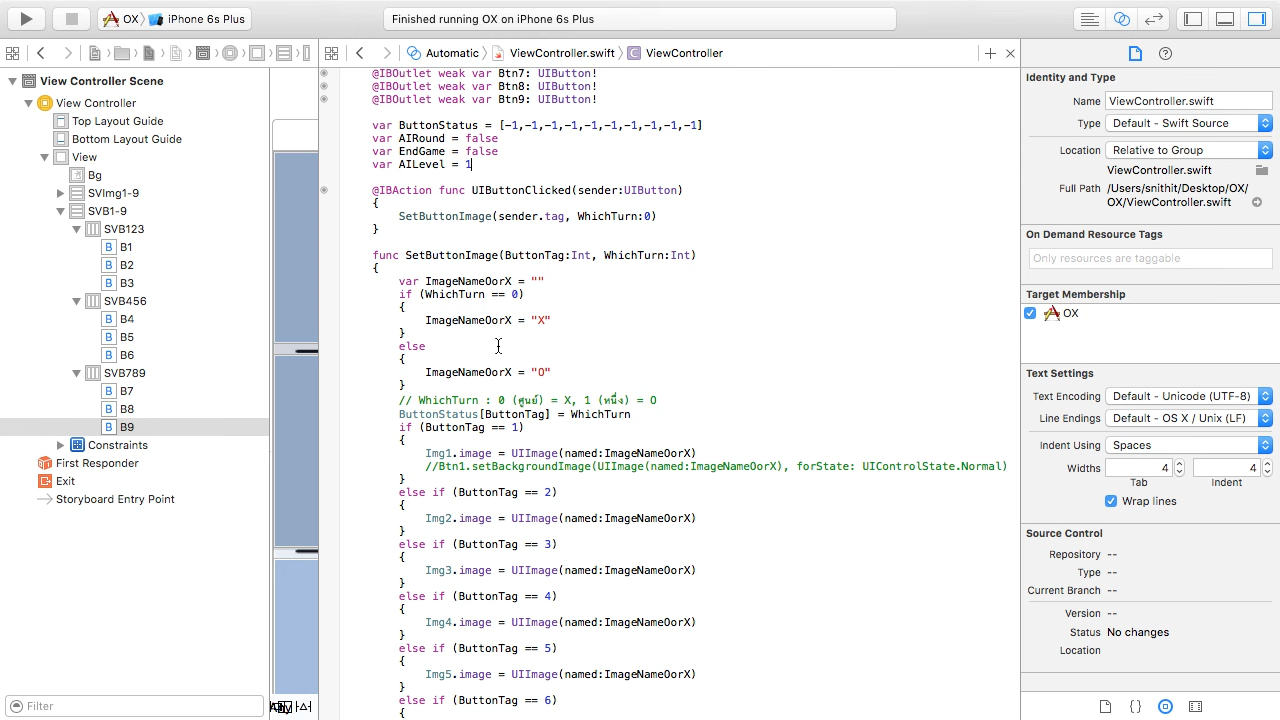 OX
iPhone 6s Plus
Finished running OX on iPhone 6s Plus
Automatic
ViewController.swift
ViewController
View Controller Scene
View Controller
Top Layout Guide
Bottom Layout Guide
View
Bg
SVImg1-9
SVB1-9
SVB123
B B1
B B2
B B3
SVB456
B B4
B B5
B B6
SVB789
B B7
B B8
B B9
Constraints
First Responder
Exit
Storyboard Entry Point
Filter
@IBOutlet weak var Btn7: UIButton!
@IBOutlet weak var Btn8: UIButton!
@IBOutlet weak var Btn9: UIButton!
var ButtonStatus = [-1,-1,-1,-1,-1,-1,-1,-1,-1,-1]
var AIRound = false
var EndGame = false
var AILevel = 1
@IBAction func UIButtonClicked(sender:UIButton)
{
SetButtonImage(sender.tag, WhichTurn:0)
}
func SetButtonImage(ButtonTag:Int, WhichTurn:Int)
{
var ImageNameOorX = ""
if (WhichTurn == 0)
{
ImageNameOorX = "X"
}
else
{
ImageNameOorX = "O"
}
// WhichTurn : 0 (ศูนย์) = X, 1 (หนึ่ง) = O
ButtonStatus[ButtonTag] = WhichTurn
if (ButtonTag == 1)
{
Img1.image = UIImage(named:ImageNameOorX)
//Btn1.setBackgroundImage(UIImage(named:ImageNameOorX), forState: UIControlState.Normal)
}
else if (ButtonTag == 2)
{
Img2.image = UIImage(named:ImageNameOorX)
}
else if (ButtonTag == 3)
{
Img3.image = UIImage(named:ImageNameOorX)
}
else if (ButtonTag == 4)
{
Img4.image = UIImage(named:ImageNameOorX)
}
else if (ButtonTag == 5)
{
Img5.image = UIImage(named:ImageNameOorX)
}
else if (ButtonTag == 6)
{
Identity and Type
Name ViewController.swift
Type Default - Swift Source
Location Relative to Group
ViewController.swift
Full Path /Users/snithit/Desktop/OX/
OX/ViewController.swift
On Demand Resource Tags
Only resources are taggable
Target Membership
OX
Text Settings
Text Encoding Default - Unicode (UTF-8)
Line Endings Default - OS X / Unix (LF)
Indent Using Spaces
Widths 4 4
Tab Indent
Wrap lines
Source Control
Repository --
Type --
Current Branch --
Version --
Status No changes
Location